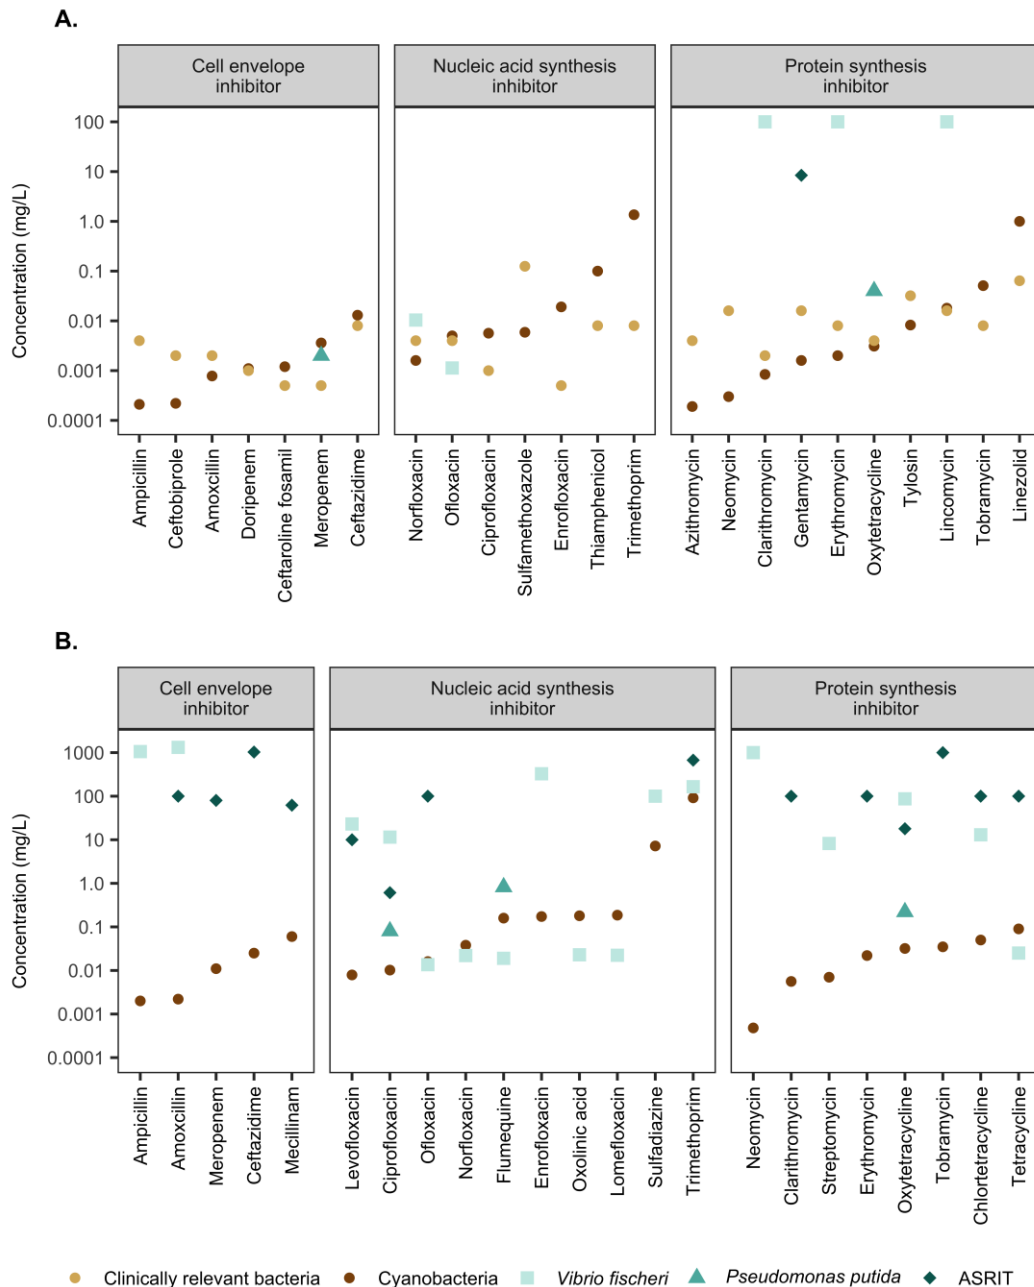 A.
Cell envelope
inhibitor
Nucleic acid synthesis
inhibitor
Protein synthesis
inhibitor
Concentration (mg/L)
100
10
1.0
0.1
0.01
0.001
0.0001
Ampicillin
Ceftobiprole
Amoxcillin
Doripenem
Ceftaroline fosamil
Meropenem
Ceftazidime
Norfloxacin
Ofloxacin
Ciprofloxacin
Sulfamethoxazole
Enrofloxacin
Thiamphenicol
Trimethoprim
Azithromycin
Neomycin
Clarithromycin
Gentamycin
Erythromycin
Oxytetracycline
Tylosin
Lincomycin
Tobramycin
Linezolid
B.
Cell envelope
inhibitor
Nucleic acid synthesis
inhibitor
Protein synthesis
inhibitor
Concentration (mg/L)
1000
100
10
1.0
0.1
0.01
0.001
0.0001
Ampicillin
Amoxcillin
Meropenem
Ceftazidime
Mecillinam
Levofloxacin
Ciprofloxacin
Ofloxacin
Norfloxacin
Flumequine
Enrofloxacin
Oxolinic acid
Lomefloxacin
Sulfadiazine
Trimethoprim
Neomycin
Clarithromycin
Streptomycin
Erythromycin
Oxytetracycline
Tobramycin
Chlortetracycline
Tetracycline
Clinically relevant bacteria
Cyanobacteria
Vibrio fischeri
Pseudomonas putida
ASRIT